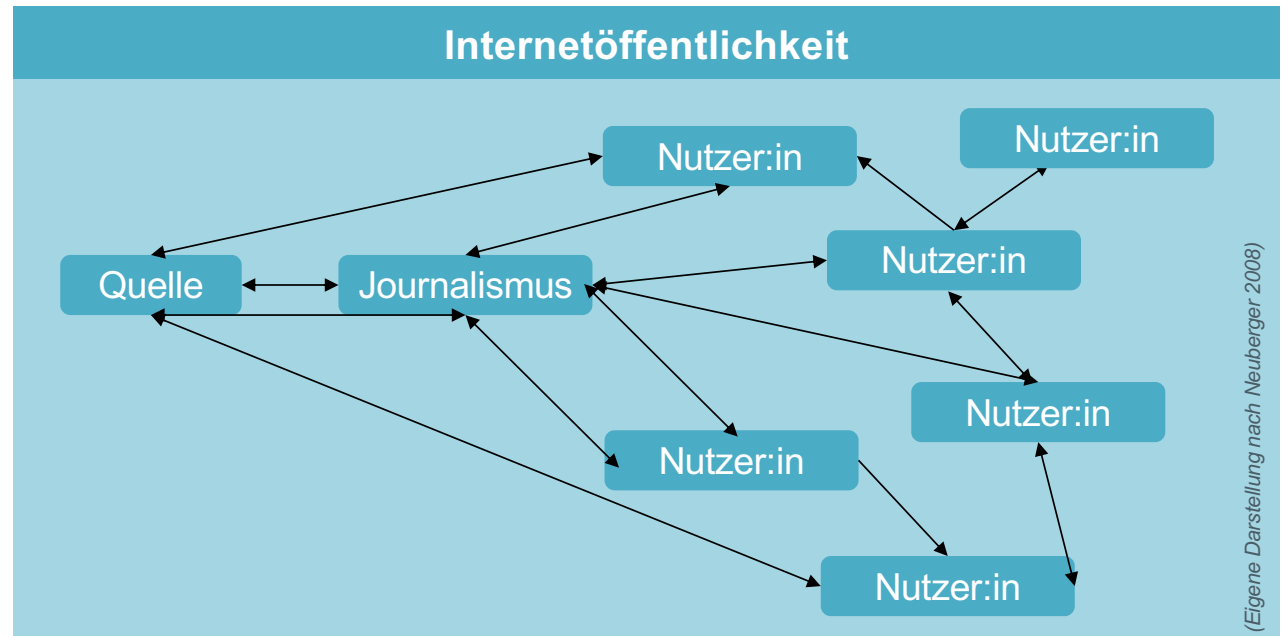 Internetöffentlichkeit
Nutzer:in
Nutzer:in
Nutzer:in
Quelle
Journalismus
Nutzer:in
Nutzer:in
Nutzer:in
(Eigene Darstellung nach Neuberger 2008)